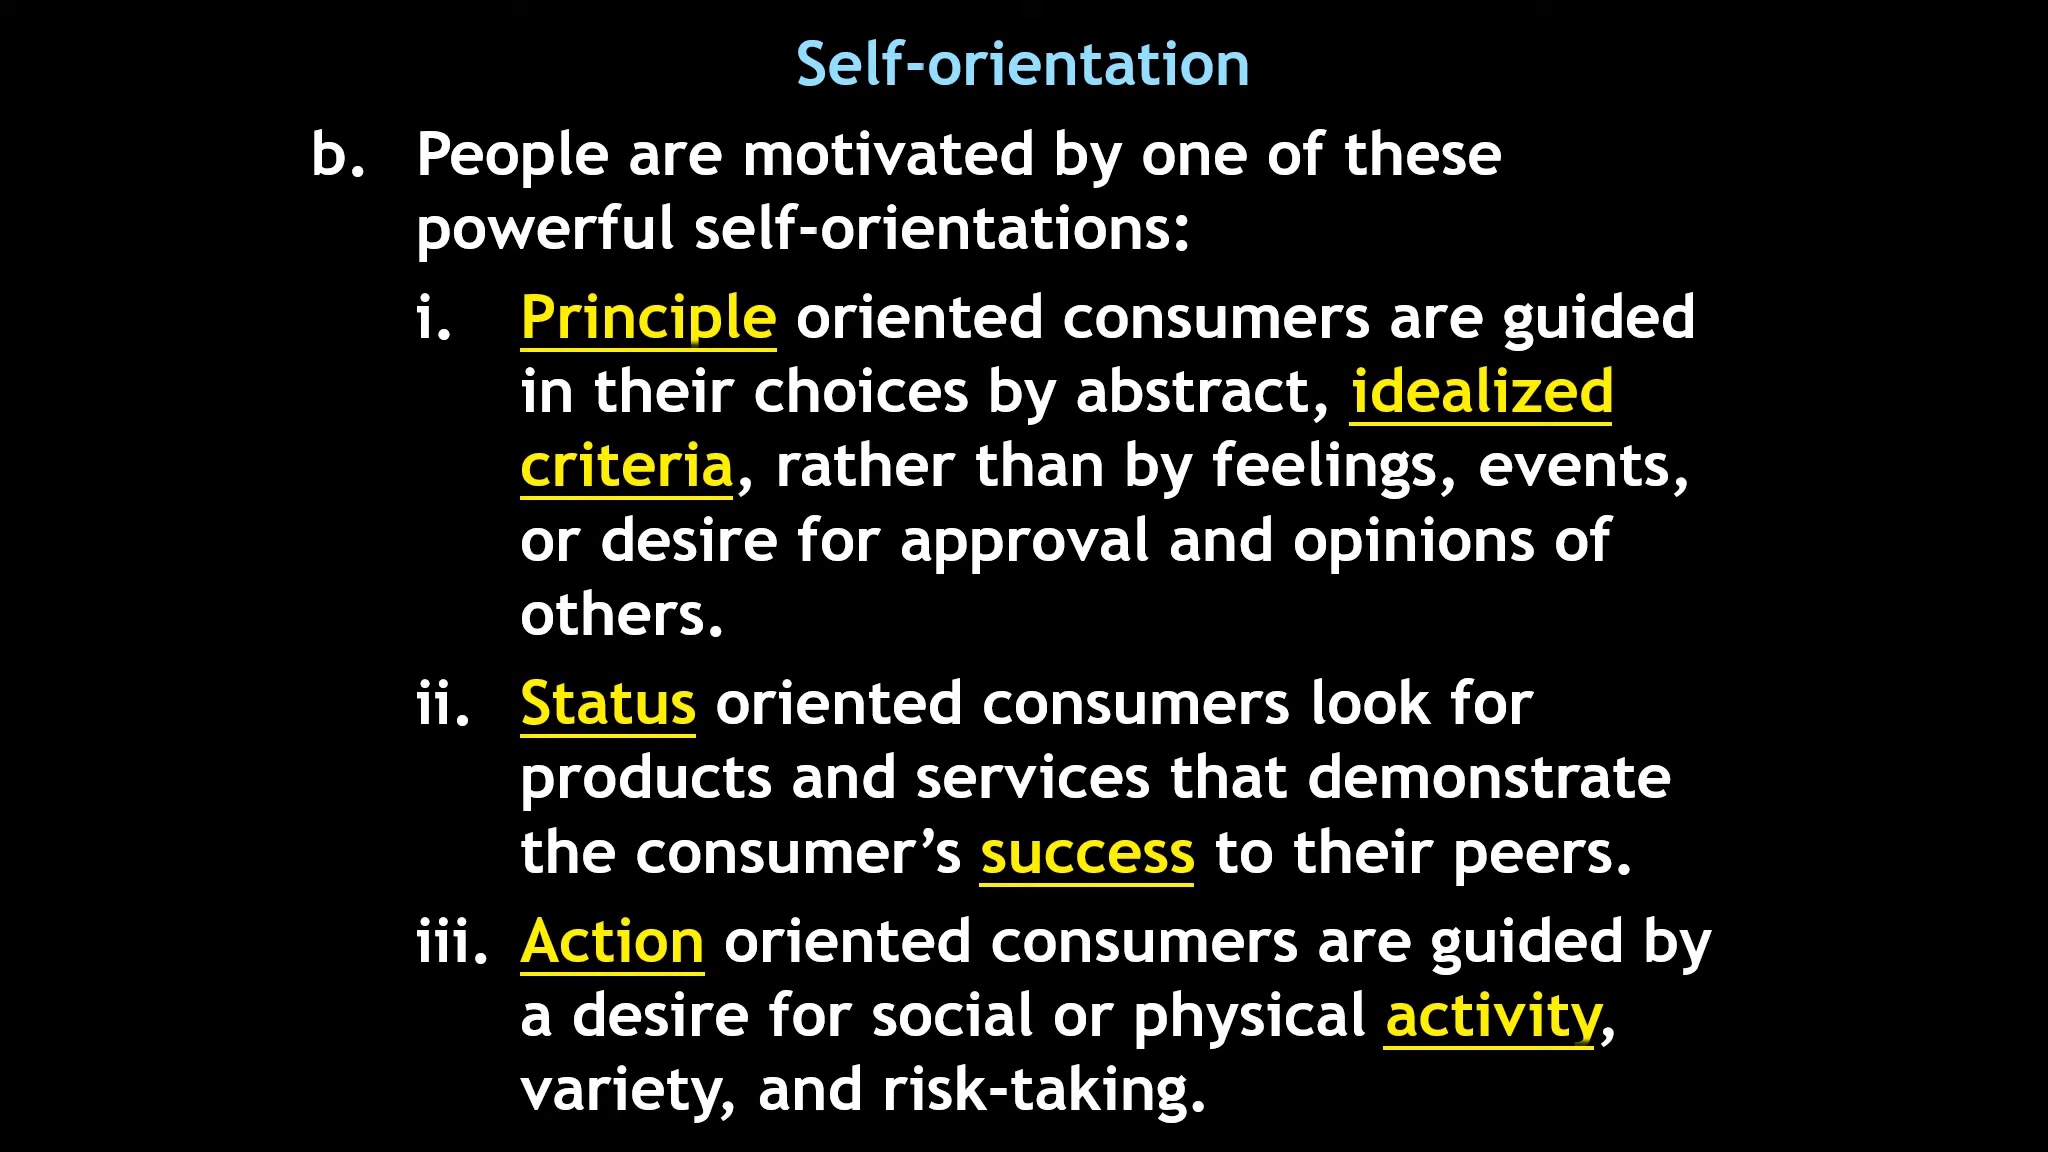 Self-orientation
b. People are motivated by one of these
powerful self-orientations:
i. Principle oriented consumers are guided
in their choices by abstract, idealized
criteria, rather than by feelings, events,
or desire for approval and opinions of
others.
ii. Status oriented consumers look for
products and services that demonstrate
the consumer’s success to their peers.
iii. Action oriented consumers are guided by
a desire for social or physical activity,
variety, and risk-taking.